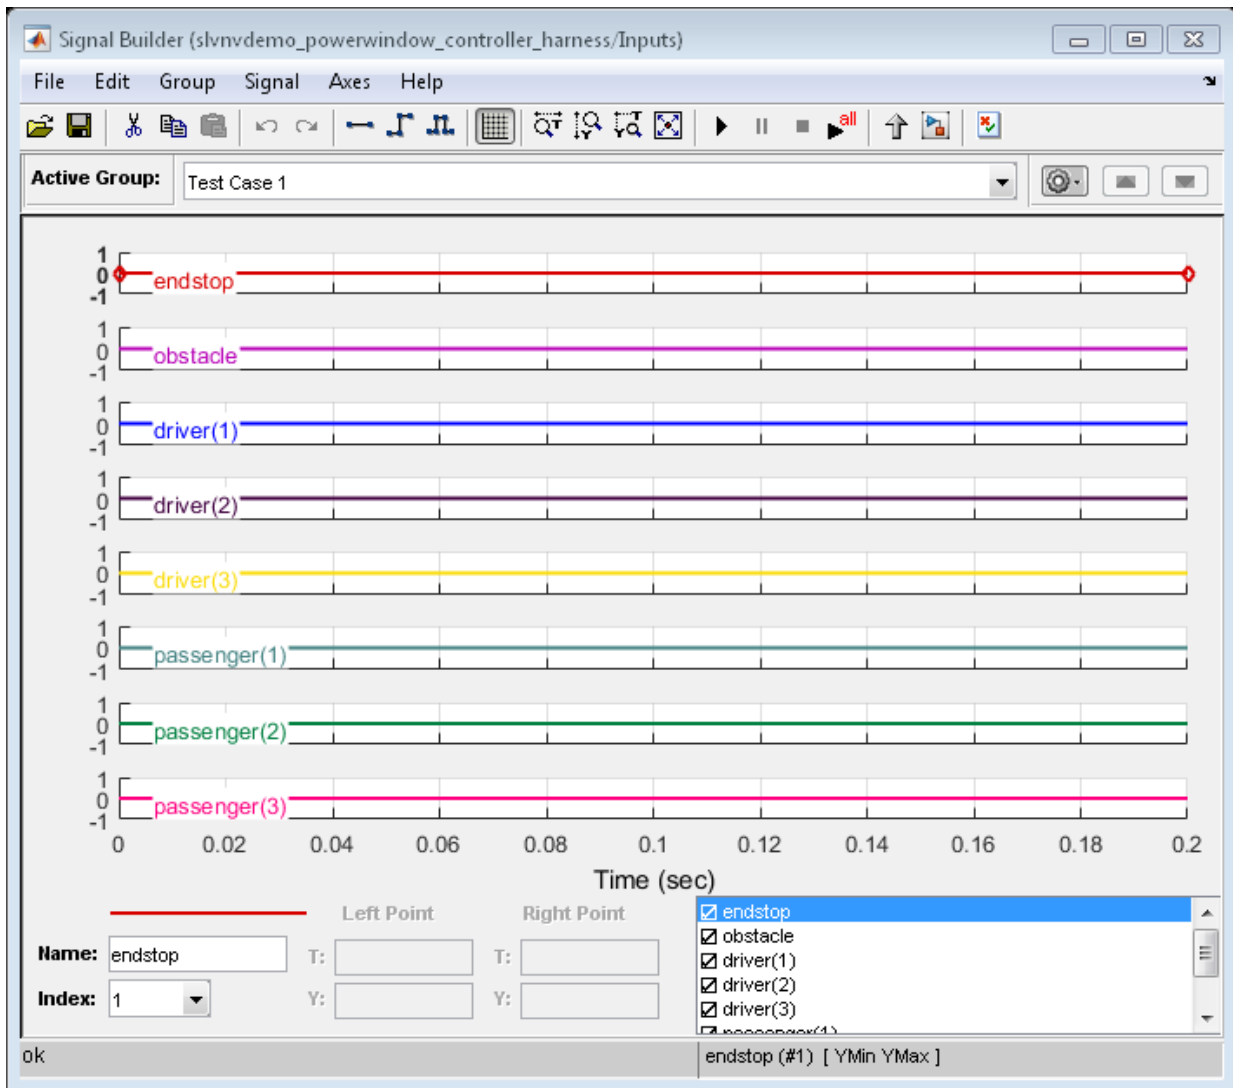 Signal Builder (slvnvdemo_powerwindow_controller_harness/Inputs)
File Edit Group Signal Axes Help
all
Active Group: Test Case 1
1
0
-1
endstop
1
0
-1
obstacle
1
0
-1
driver(1)
1
0
-1
driver(2)
1
0
-1
driver(3)
1
0
-1
passenger(1)
1
0
-1
passenger(2)
1
0
-1
passenger(3)
0 0.02 0.04 0.06 0.08 0.1 0.12 0.14 0.16 0.18 0.2
Time (sec)
Left Point Right Point
Name: endstop T: T:
Index: 1 Y: Y:
endstop
obstacle
driver(1)
driver(2)
driver(3)
passenger(1)
ok
endstop (#1) [ YMin YMax ]